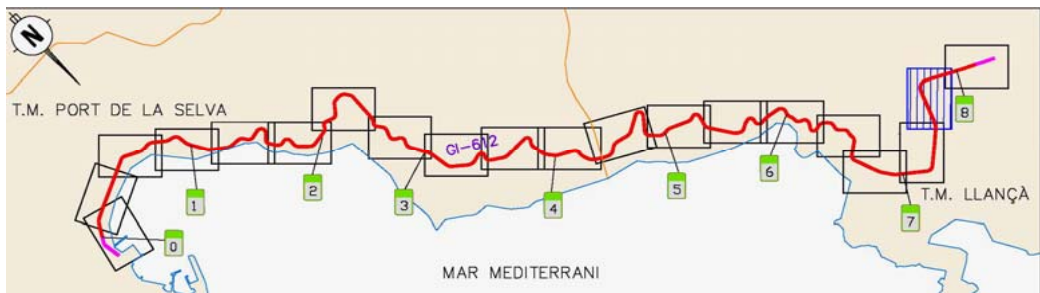 N
T.M. PORT DE LA SELVA
GI-612
0
1
2
3
4
5
6
7
8
T.M. LLANÇÀ
MAR MEDITERRANI